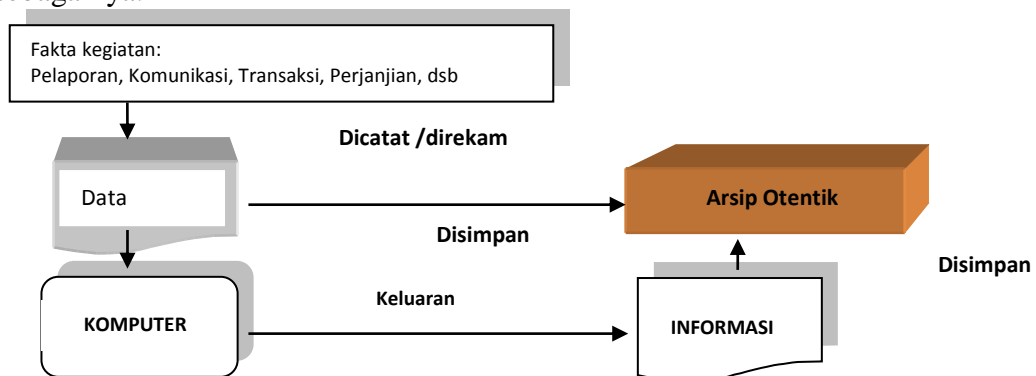 Fakta kegiatan:
Pelaporan, Komunikasi, Transaksi, Perjanjian, dsb
Dicatat /direkam
Data
Arsip Otentik
Disimpan
Disimpan
Keluaran
KOMPUTER
INFORMASI